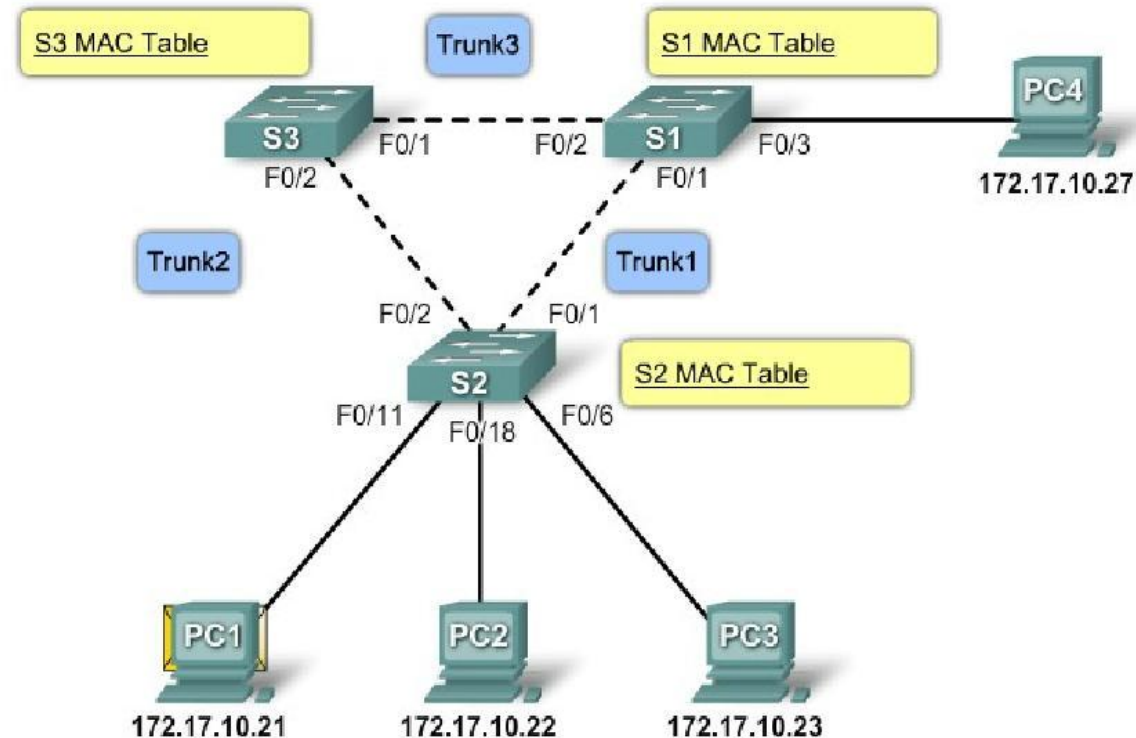 S3 MAC Table
Trunk3
S1 MAC Table
PC4
S3
F0/1
F0/2
S1
F0/3
F0/2
F0/1
172.17.10.27
Trunk2
Trunk1
F0/2
F0/1
S2
S2 MAC Table
F0/11
F0/18
F0/6
PC1
PC2
PC3
172.17.10.21
172.17.10.22
172.17.10.23